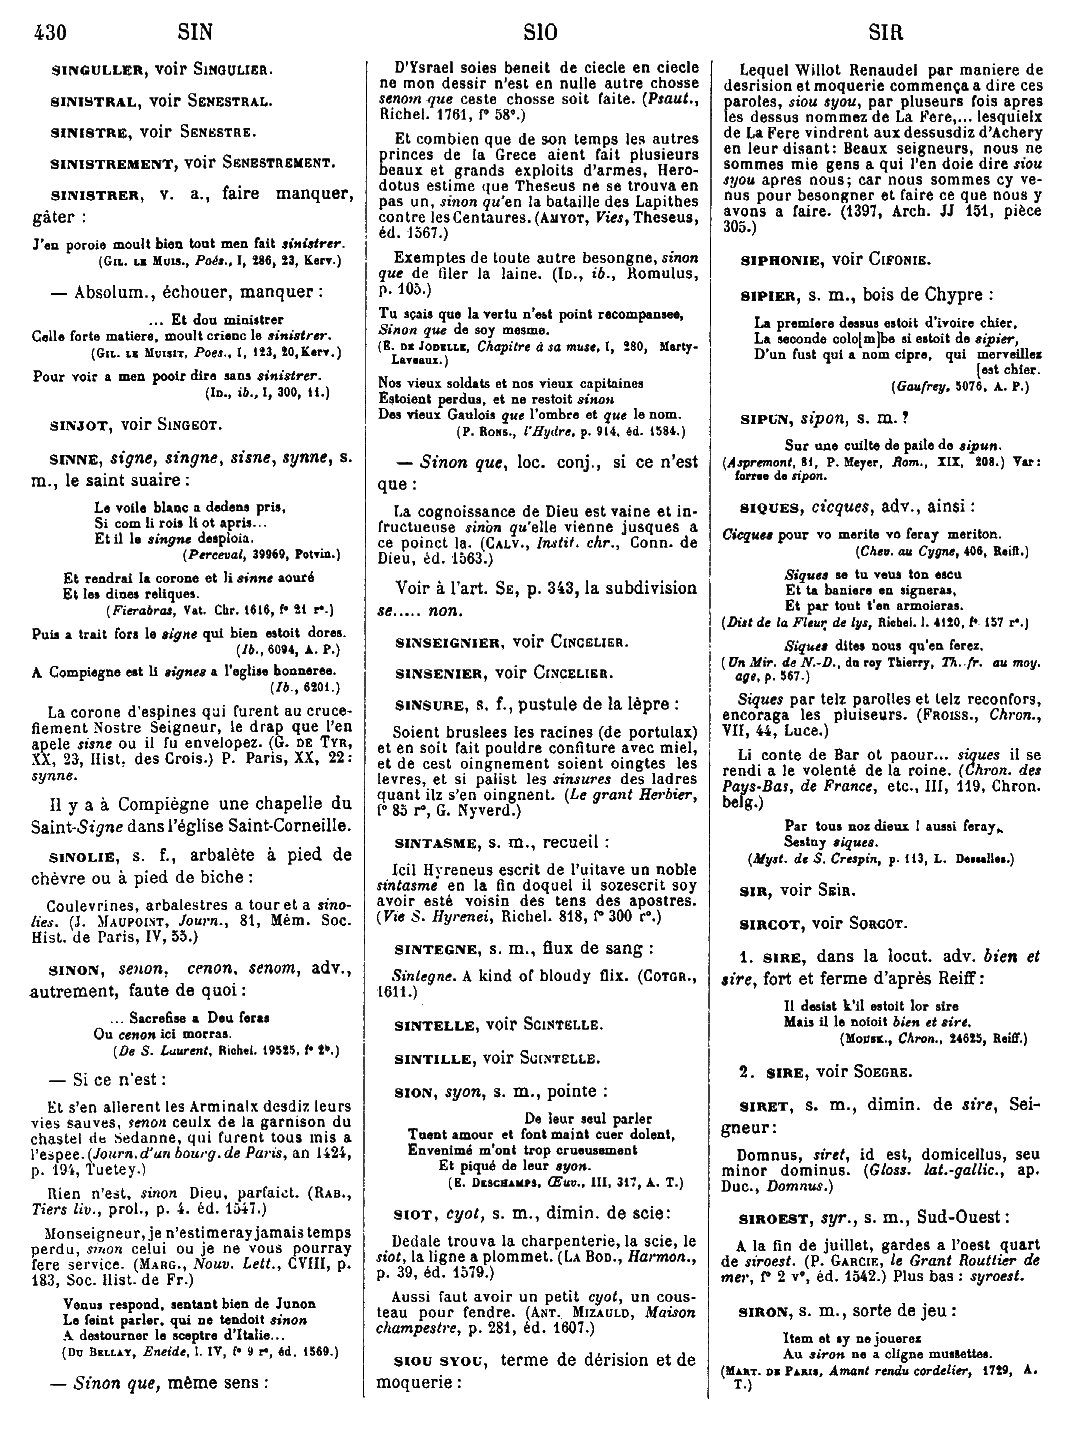 430 SIN SIO SIR
SINGULLER, voir SINGULIER.
SINISTRAL, voir SENESTRAL.
SINISTRE, voir SENESTRE.
SINISTREMENT, voir SENESTREMENT.
SINISTRER, v. a., faire manquer,
gâter :
J'en poroie moult bien tout men fait sinistrer.
(GIL. LE MUIS., Poés., I, 286, 23, Kerv.)
— Absolum., échouer, manquer :
... Et dou ministrer
Celle forte matiere, moult crienc le sinistrer.
(GIL. LE MUISIT, Poes., I, 123, 20, Kerv.)
Pour voir a men pooir dire sans sinistrer.
(ID., ib., I, 300, 11.)
SINJOT, voir SINGEOT.
SINNE, signe, singne, sisne, synne, s.
m., le saint suaire :
Le voile blanc a dedens pris,
Si com li rois li ot apris...
Et il le singne desploia.
(Perceval, 39969, Potvin.)
Et rendrai la corone et li sinne aouré
Et les dines reliques.
(Fierabras, Vat. Chr. 1616, f° 21 r°.)
Puis a trait fors le signe qui bien estoit dores.
(Ib., 6094, A. P.)
A Compiegne est li signes a l'eglise honneree.
(Ib., 6201.)
La corone d'espines qui furent au cruce-
fiement Nostre Seigneur, le drap que l'en
apele sisne ou il fu envelopez. (G. DE TYR,
XX, 23, Hist. des Crois.) P. Paris, XX, 22 :
synne.
Il y a à Compiègne une chapelle du
Saint-Signe dans l'église Saint-Corneille.
SINOLIE, s. f., arbalète à pied de
chèvre ou à pied de biche :
Coulevrines, arbalestres a tour et a sino-
lies. (J. MAUPOINT, Journ., 81, Mém. Soc.
Hist. de Paris, IV, 55.)
SINON, senon, cenon, senom, adv.,
autrement, faute de quoi :
... Sacrefise a Deu feras
Ou cenon ici morras.
(De S. Laurent, Richel. 19525, f° 2b.)
— Si ce n'est :
Et s'en allerent les Arminalx desdiz leurs
vies sauves, senon ceulx de la garnison du
chastel de Sedanne, qui furent tous mis a
l'espee. (Journ. d'un bourg. de Paris, an 1424,
p. 194, Tuetey.)
Rien n'est, sinon Dieu, parfaict. (RAB.,
Tiers liv., prol., p. 4. éd. 1547.)
Monseigneur, je n'estimeray jamais temps
perdu, sinon celui ou je ne vous pourray
fere service. (MARG., Nouv. Lett., CVIII, p.
183, Soc. Hist. de Fr.)
Venus respond, sentant bien de Junon
Le feint parler, qui ne tendoit sinon
A destourner le sceptre d'Italie...
(DU BELLAY, Eneide, l. IV, f° 9 r°, éd. 1569.)
— Sinon que, même sens :
D'Ysrael soies beneit de ciecle en ciecle
ne mon dessir n'est en nulle autre chosse
senom que ceste chosse soit faite. (Psaut.,
Richel. 1761, f° 58°.)
Et combien que de son temps les autres
princes de la Grece aient fait plusieurs
beaux et grands exploits d'armes, Hero-
dotus estime que Theseus ne se trouva en
pas un, sinon qu'en la bataille des Lapithes
contre les Centaures. (AMYOT, Vies, Theseus,
éd. 1567.)
Exemples de toute autre besongne, sinon
que de filer la laine. (ID., ib., Romulus,
p. 105.)
Tu sçais que la vertu n'est point recompansee,
Sinon que de soy mesme.
(E. DE JODELLE, Chapitre à sa muse, I, 280, Marty-
Laveaux.)
Nos vieux soldats et nos vieux capitaines
Estoient perdus, et ne restoit sinon
Des vieux Gaulois que l'ombre et que le nom.
(P. RONS., l'Hydre, p. 914, éd. 1584.)
— Sinon que, loc. conj., si ce n'est
que :
La cognoissance de Dieu est vaine et in-
fructueuse sinon qu'elle vienne jusques a
ce poinct la. (CALV., Instit. chr., Conn. de
Dieu, éd. 1563.)
Voir à l'art. SE, p. 343, la subdivision
se..... non.
SINSEIGNIER, voir CINCELIER.
SINSENIER, voir CINCELIER.
SINSURE, s. f., pustule de la lèpre :
Soient bruslees les racines (de portulax)
et en soit fait pouldre confiture avec miel,
et de cest oingnement soient oingtes les
levres, et si palist les sinsures des ladres
quant ilz s'en oingnent. (Le grant Herbier,
f° 85 r°, G. Nyverd.)
SINTASME, s. m., recueil :
Icil Hyreneus escrit de l'uitave un noble
sintasme en la fin doquel il sozescrit soy
avoir esté voisin des tens des apostres.
(Vie S. Hyrenei, Richel. 818, f° 300 r°.)
SINTEGNE, s. m., flux de sang :
Sintegne. A kind of bloudy flix. (COTGR.,
1611.)
SINTELLE, voir SCINTELLE.
SINTILLE, voir SCINTELLE.
SION, syon, s. m., pointe :
De leur seul parler
Tuent amour et font maint cuer dolent,
Envenimé m'ont trop crueusement
Et piqué de leur syon.
(E. DESCHAMPS, Œuv., III, 317, A. T.)
SIOT, cyot, s. m., dimin. de scie :
Dedale trouva la charpenterie, la scie, le
siot, la ligne a plommet. (LA BOD., Harmon.,
p. 39, éd. 1579.)
Aussi faut avoir un petit cyot, un cous-
teau pour fendre. (ANT. MIZAULD, Maison
champestre, p. 281, éd. 1607.)
SIOU SYOU, terme de dérision et de
moquerie :
Lequel Willot Renaudel par maniere de
desrision et moquerie commença a dire ces
paroles, siou syou, par pluseurs fois apres
les dessus nommez de La Fere,... lesquielx
de La Fere vindrent aux dessusdiz d'Achery
en leur disant : Beaux seigneurs, nous ne
sommes mie gens a qui l'en doie dire siou
syou apres nous ; car nous sommes cy ve-
nus pour besongner et faire ce que nous y
avons a faire. (1397, Arch. JJ 151, pièce
305.)
SIPHONIE, voir CIFONIE.
SIPIER, s. m., bois de Chypre :
La premiere dessus estoit d'ivoire chier,
La seconde colo[m]be si estoit de sipier,
D'un fust qui a nom cipre, qui merveillez
[est chier.
(Gaufrey, 5076, A. P.)
SIPUN, sipon, s. m. ?
Sur une cuilte de paile de sipun.
(Aspremont, 81, P. Meyer, Rom., XIX, 208.) Var :
forree de sipon.
SIQUES, cicques, adv., ainsi :
Cicques pour vo merite vo feray meriton.
(Chev. au Cygne, 406, Reiff.)
Siques se tu veus ton escu
Et ta baniere en signeras,
Et par tout t'en armoieras.
(Dist de la Fleur de lys, Richel. l. 4120, f° 157 r°.)
Siques dites nous qu'en ferez.
(Un Mir. de N.-D., du roy Thierry, Th. fr. au moy.
age, p. 567.)
Siques par telz parolles et telz reconfors,
encoraga les pluiseurs. (FROISS., Chron.,
VII, 44, Luce.)
Li conte de Bar ot paour... siques il se
rendi a le volenté de la roine. (Chron. des
Pays-Bas, de France, etc., III, 119, Chron.
belg.)
Par tous noz dieux ! aussi feray,
Sestuy siques.
(Myst. de S. Crespin, p. 113, L. Dessalles.)
SIR, voir SEIR.
SIRCOT, voir SORCOT.
1. SIRE, dans la locut. adv. bien et
sire, fort et ferme d'après Reiff :
Il desist k'il estoit lor sire
Mais il le notoit bien et sire.
(MOUSK., Chron., 24625, Reiff.)
2. SIRE, voir SOEGRE.
SIRET, s. m., dimin. de sire, Sei-
gneur :
Domnus, siret, id est, domicellus, seu
minor dominus. (Gloss. lat.-gallic., ap.
Duc., Domnus.)
SIROEST, syr., s. m., Sud-Ouest :
A la fin de juillet, gardes a l'oest quart
de siroest. (P. GARCIE, le Grant Routtier de
mer, f° 2 v°, éd. 1542.) Plus bas : syroest.
SIRON, s. m., sorte de jeu :
Item et sy ne jouerez
Au siron ne a cligne mussettes.
(MART. DE PARIS, Amant rendu cordelier, 1729, A.
T.)